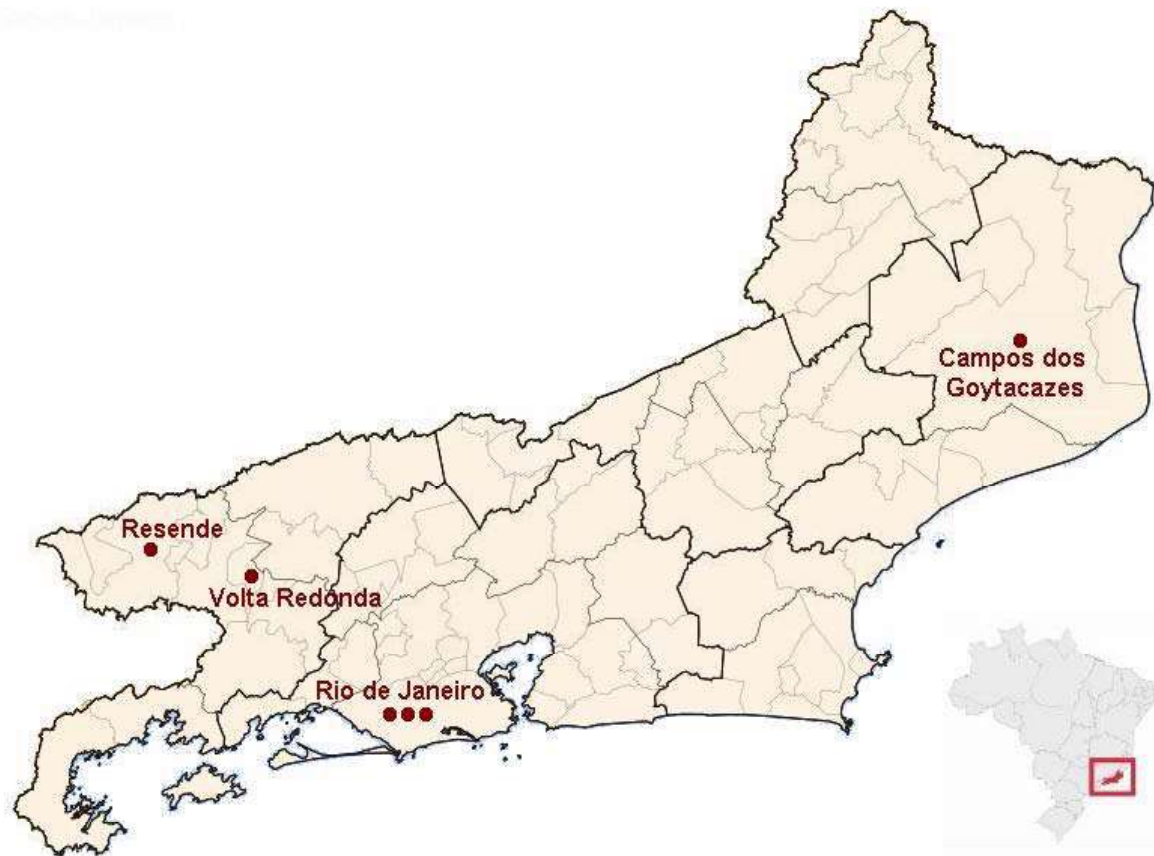 Campos dos
Goytacazes
Resende
Volta Redonda
Rio de Janeiro